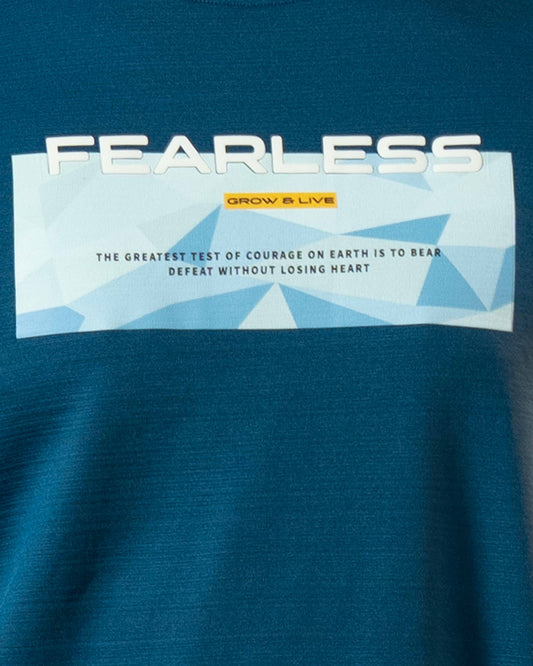 FEARLESS
GROW & LIVE
THE GREATEST TEST OF COURAGE ON EARTH IS TO BEAR
DEFEAT WITHOUT LOSING HEART